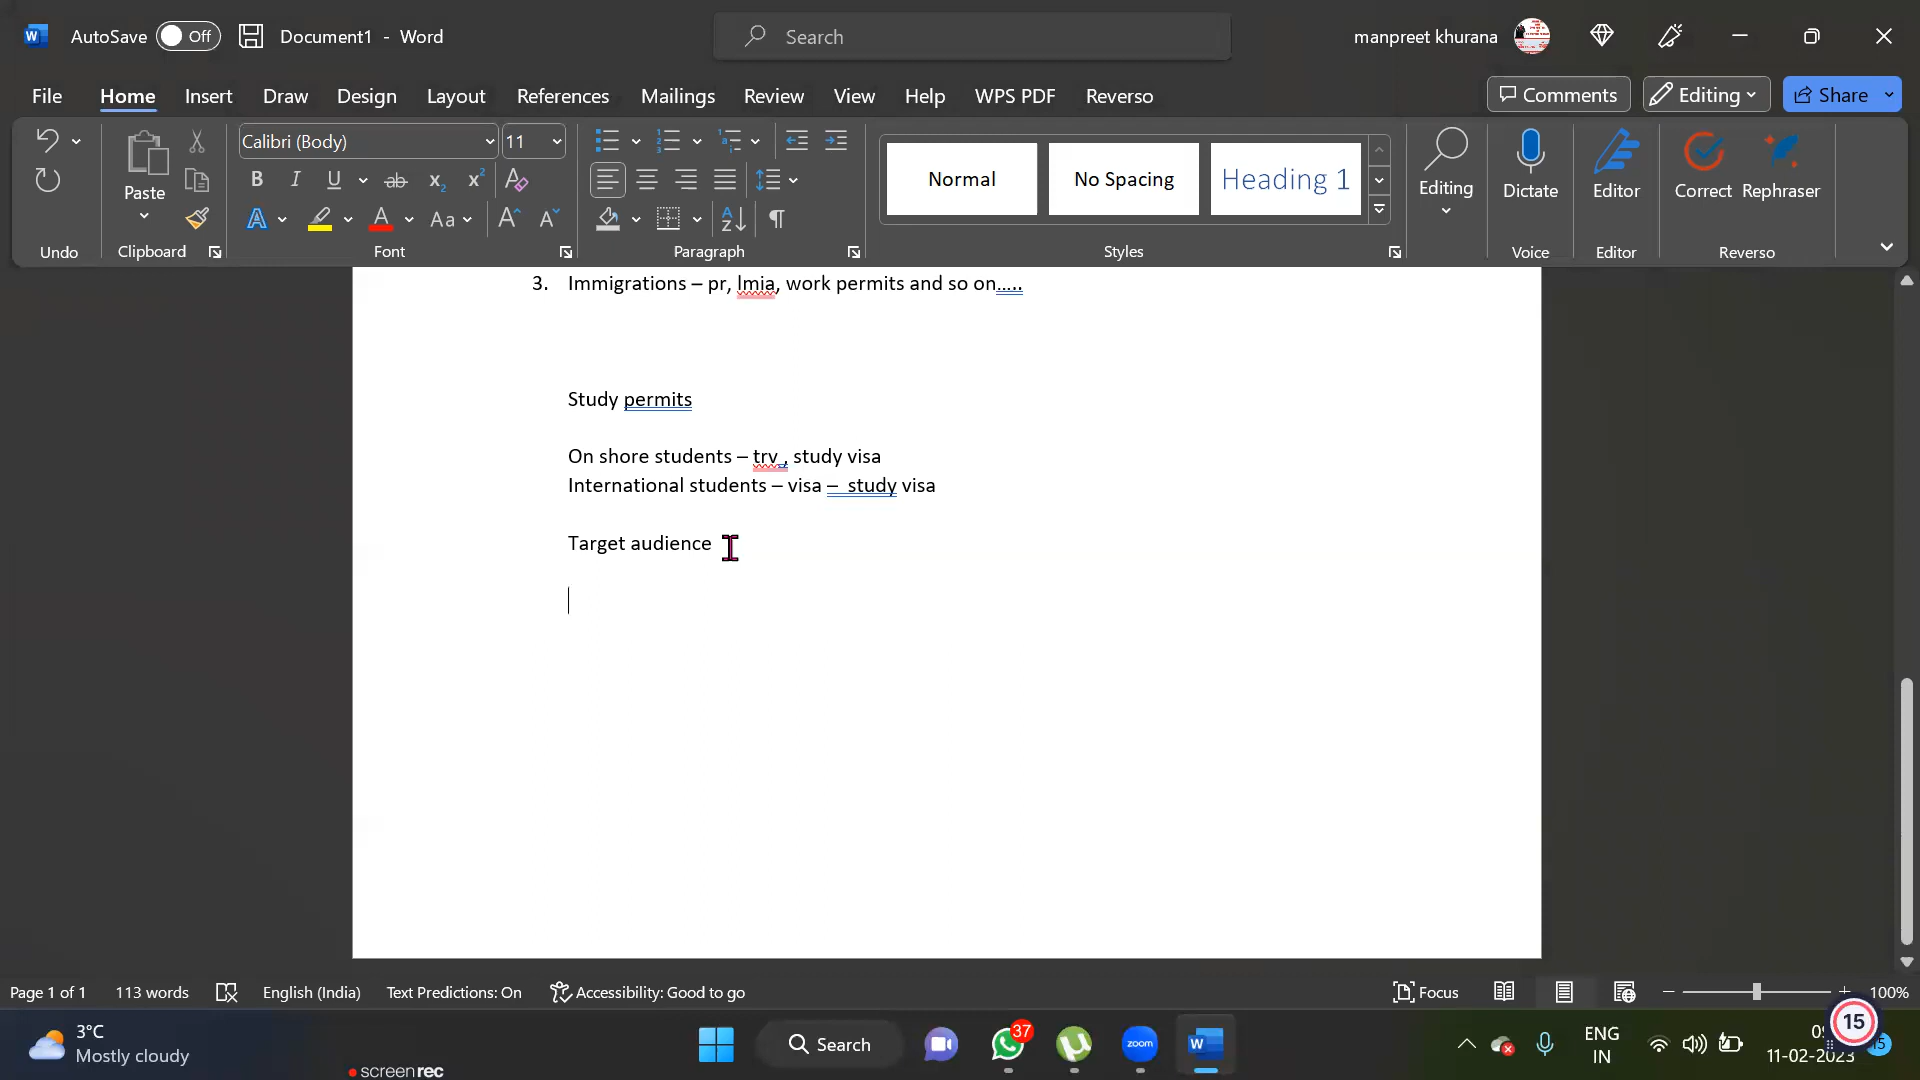 AutoSave Off Document1 - Word Search manpreet khurana
File Home Insert Draw Design Layout References Mailings Review View Help WPS PDF Reverso Comments Editing Share
Calibri (Body) 11
Paste Normal No Spacing Heading 1 Editing Dictate Editor Correct Rephraser
Undo Clipboard Font Paragraph Styles Voice Editor Reverso
3. Immigrations – pr, lmia, work permits and so on.....
Study permits
On shore students – trv , study visa
International students – visa – study visa
Target audience
Page 1 of 1 113 words English (India) Text Predictions: On Accessibility: Good to go Focus 100%
3°C
Mostly cloudy
Search
37
zoom
ENG
IN
15
11-02-2023
screenrec